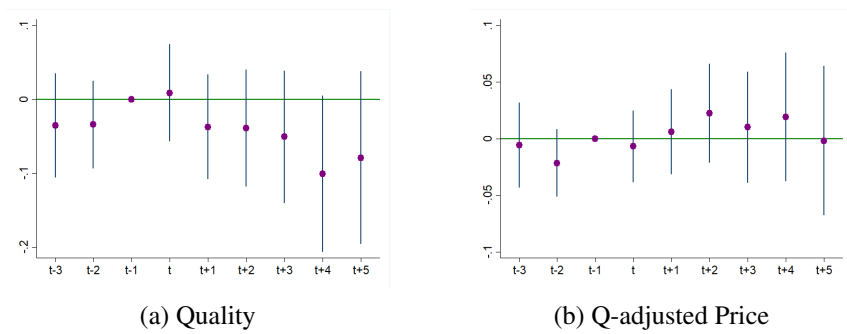 .1
0
-.1
-.2
t-3 t-2 t-1 t t+1 t+2 t+3 t+4 t+5
(a) Quality
.1
.05
0
-.05
-.1
t-3 t-2 t-1 t t+1 t+2 t+3 t+4 t+5
(b) Q-adjusted Price